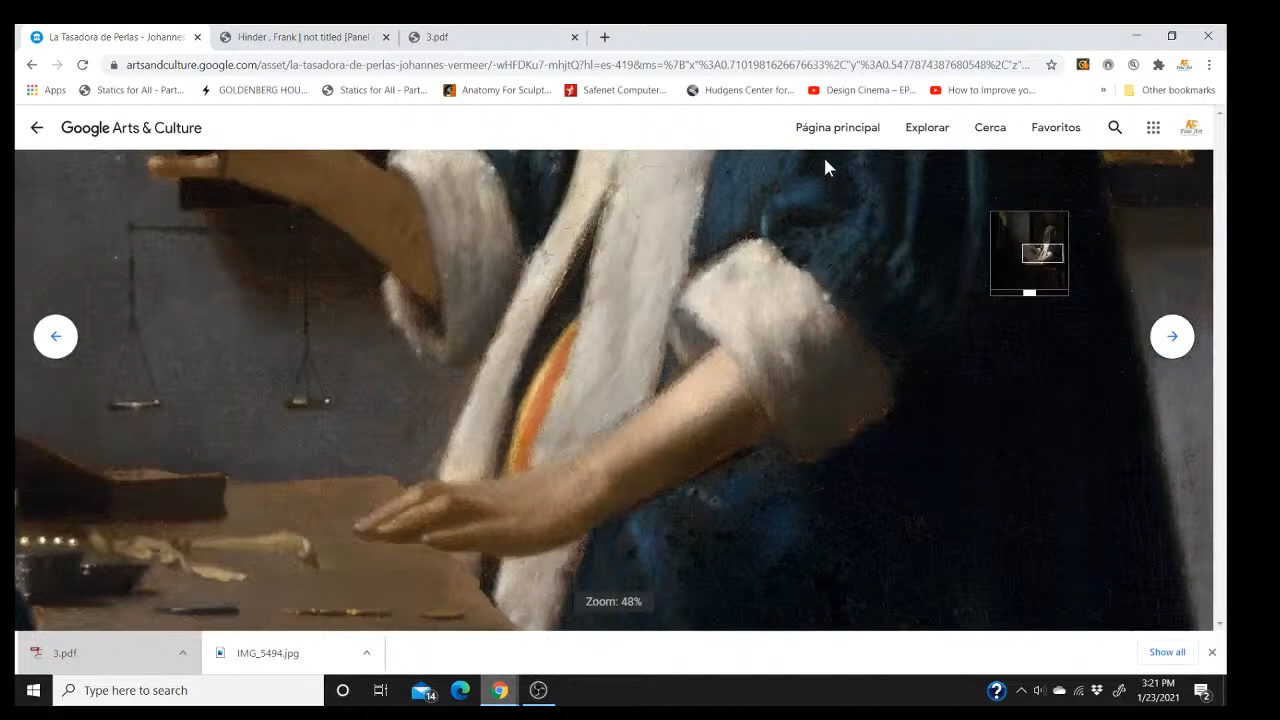 La Tasadora de Perlas - Johannes
Hinder , Frank | not titled [Panel
3.pdf
artsandculture.google.com/asset/la-tasadora-de-perlas-johannes-vermeer/-wHFDKu7-mhjtQ?hl=es-419&ms=%7B"x"%3A0.7101981626676633%2C"y"%3A0.5477874387680548%2C"z"...
Apps
Statics for All - Part...
GOLDENBERG HOU...
Statics for All - Part...
Anatomy For Sculpt...
Safenet Computer...
Hudgens Center for...
Design Cinema – EP...
How to Improve yo...
»
Other bookmarks
Google Arts & Culture
Página principal
Explorar
Cerca
Favoritos
Zoom: 48%
3.pdf
IMG_5494.jpg
Show all
Type here to search
14
3:21 PM
1/23/2021
2